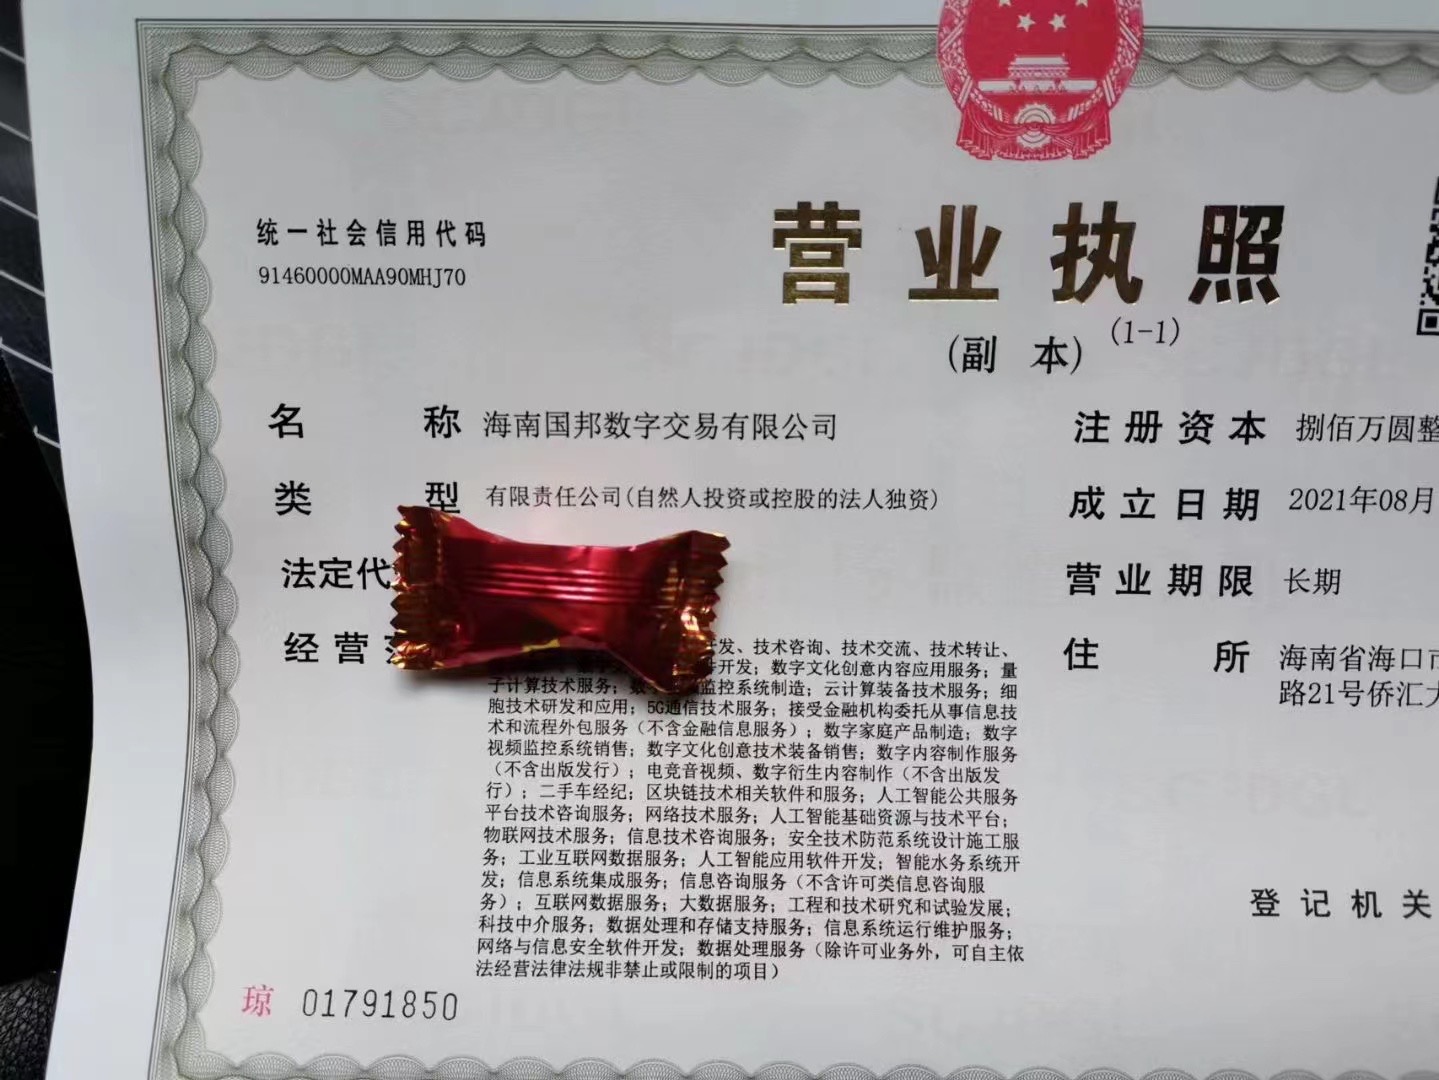 统一社会信用代码
91460000MAA90MHJ70
营业执照
(副 本) (1-1)
名 称 海南国邦数字交易有限公司
类 型 有限责任公司(自然人投资或控股的法人独资)
法定代
经营
发、技术咨询、技术交流、技术转让、
开发；数字文化创意内容应用服务；量
子计算技术服务；数 监控系统制造；云计算装备技术服务；细
胞技术研发和应用；5G通信技术服务；接受金融机构委托从事信息技
术和流程外包服务（不含金融信息服务）；数字家庭产品制造；数字
视频监控系统销售；数字文化创意技术装备销售；数字内容制作服务
（不含出版发行）；电竞音视频、数字衍生内容制作（不含出版发
行）；二手车经纪；区块链技术相关软件和服务；人工智能公共服务
平台技术咨询服务；网络技术服务；人工智能基础资源与技术平台；
物联网技术服务；信息技术咨询服务；安全技术防范系统设计施工服
务；工业互联网数据服务；人工智能应用软件开发；智能水务系统开
发；信息系统集成服务；信息咨询服务（不含许可类信息咨询服
务）；互联网数据服务；大数据服务；工程和技术研究和试验发展；
科技中介服务；数据处理和存储支持服务；信息系统运行维护服务；
网络与信息安全软件开发；数据处理服务（除许可业务外，可自主依
法经营法律法规非禁止或限制的项目）
注册资本 捌佰万圆整
成立日期 2021年08月
营业期限 长期
住 所 海南省海口市
路21号侨汇大
登记机关
琼 01791850